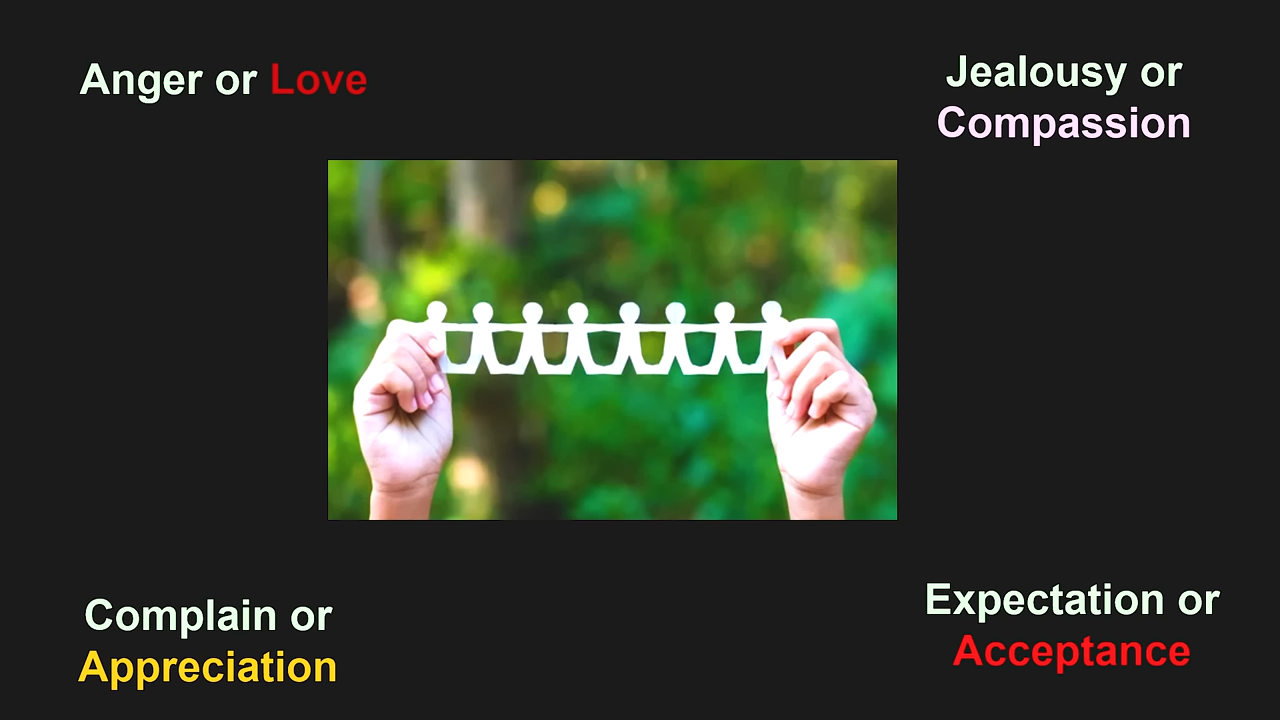 Anger or Love
Jealousy or
Compassion
Complain or
Appreciation
Expectation or
Acceptance